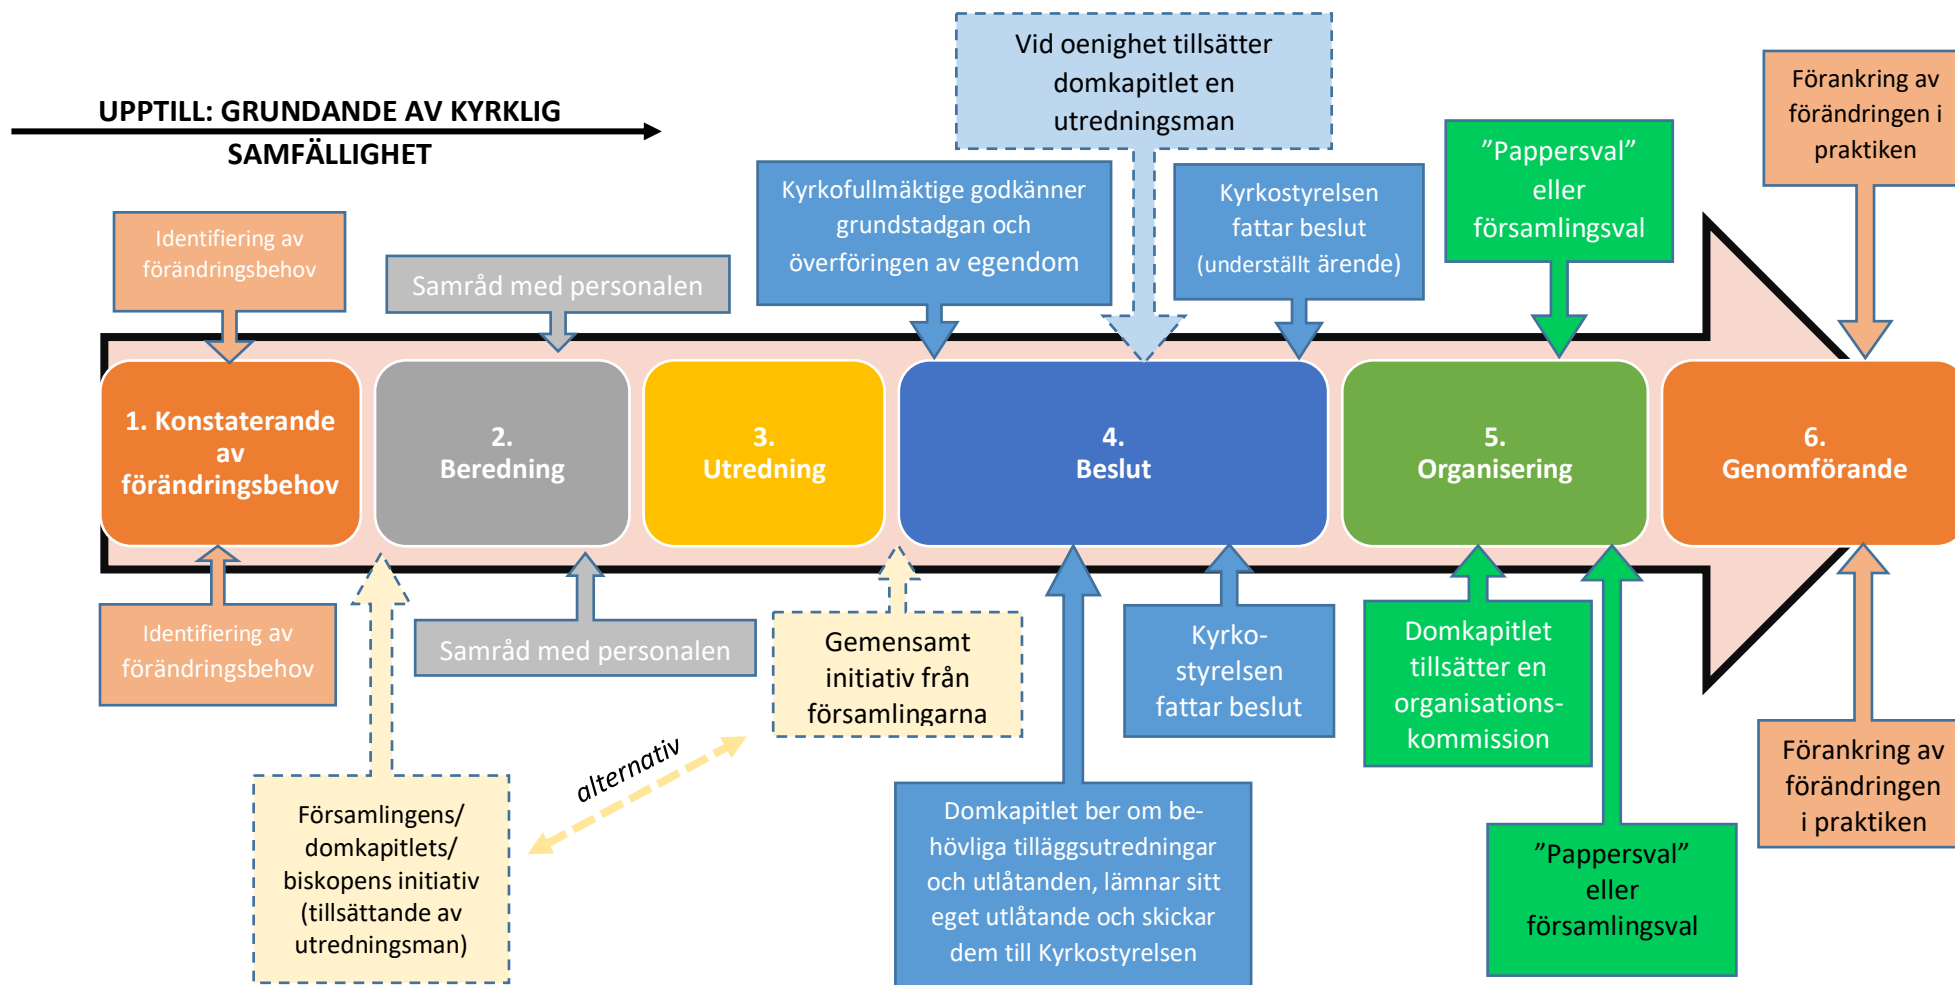 UPPTILL: GRUNDANDE AV KYRKLIG
SAMFÄLLIGHET
Identifiering av
förändringsbehov
Samråd med personalen
Kyrkofullmäktige godkänner
grundstadgan och
överföringen av egendom
Vid oenighet tillsätter
domkapitlet en
utredningsman
Kyrkostyrelsen
fattar beslut
(underställt ärende)
”Pappersval”
eller
församlingsval
Förankring av
förändringen i
praktiken
1. Konstaterande
av
förändringsbehov
2.
Beredning
3.
Utredning
4.
Beslut
5.
Organisering
6.
Genomförande
Identifiering av
förändringsbehov
Församlingens/
domkapitlets/
biskopens initiativ
(tillsättande av
utredningsman)
Samråd med personalen
alternativ
Gemensamt
initiativ från
församlingarna
Domkapitlet ber om be-
hövliga tilläggsutredningar
och utlåtanden, lämnar sitt
eget utlåtande och skickar
dem till Kyrkostyrelsen
Kyrko-
styrelsen
fattar beslut
Domkapitlet
tillsätter en
organisations-
kommission
”Pappersval”
eller
församlingsval
Förankring av
förändringen
i praktiken